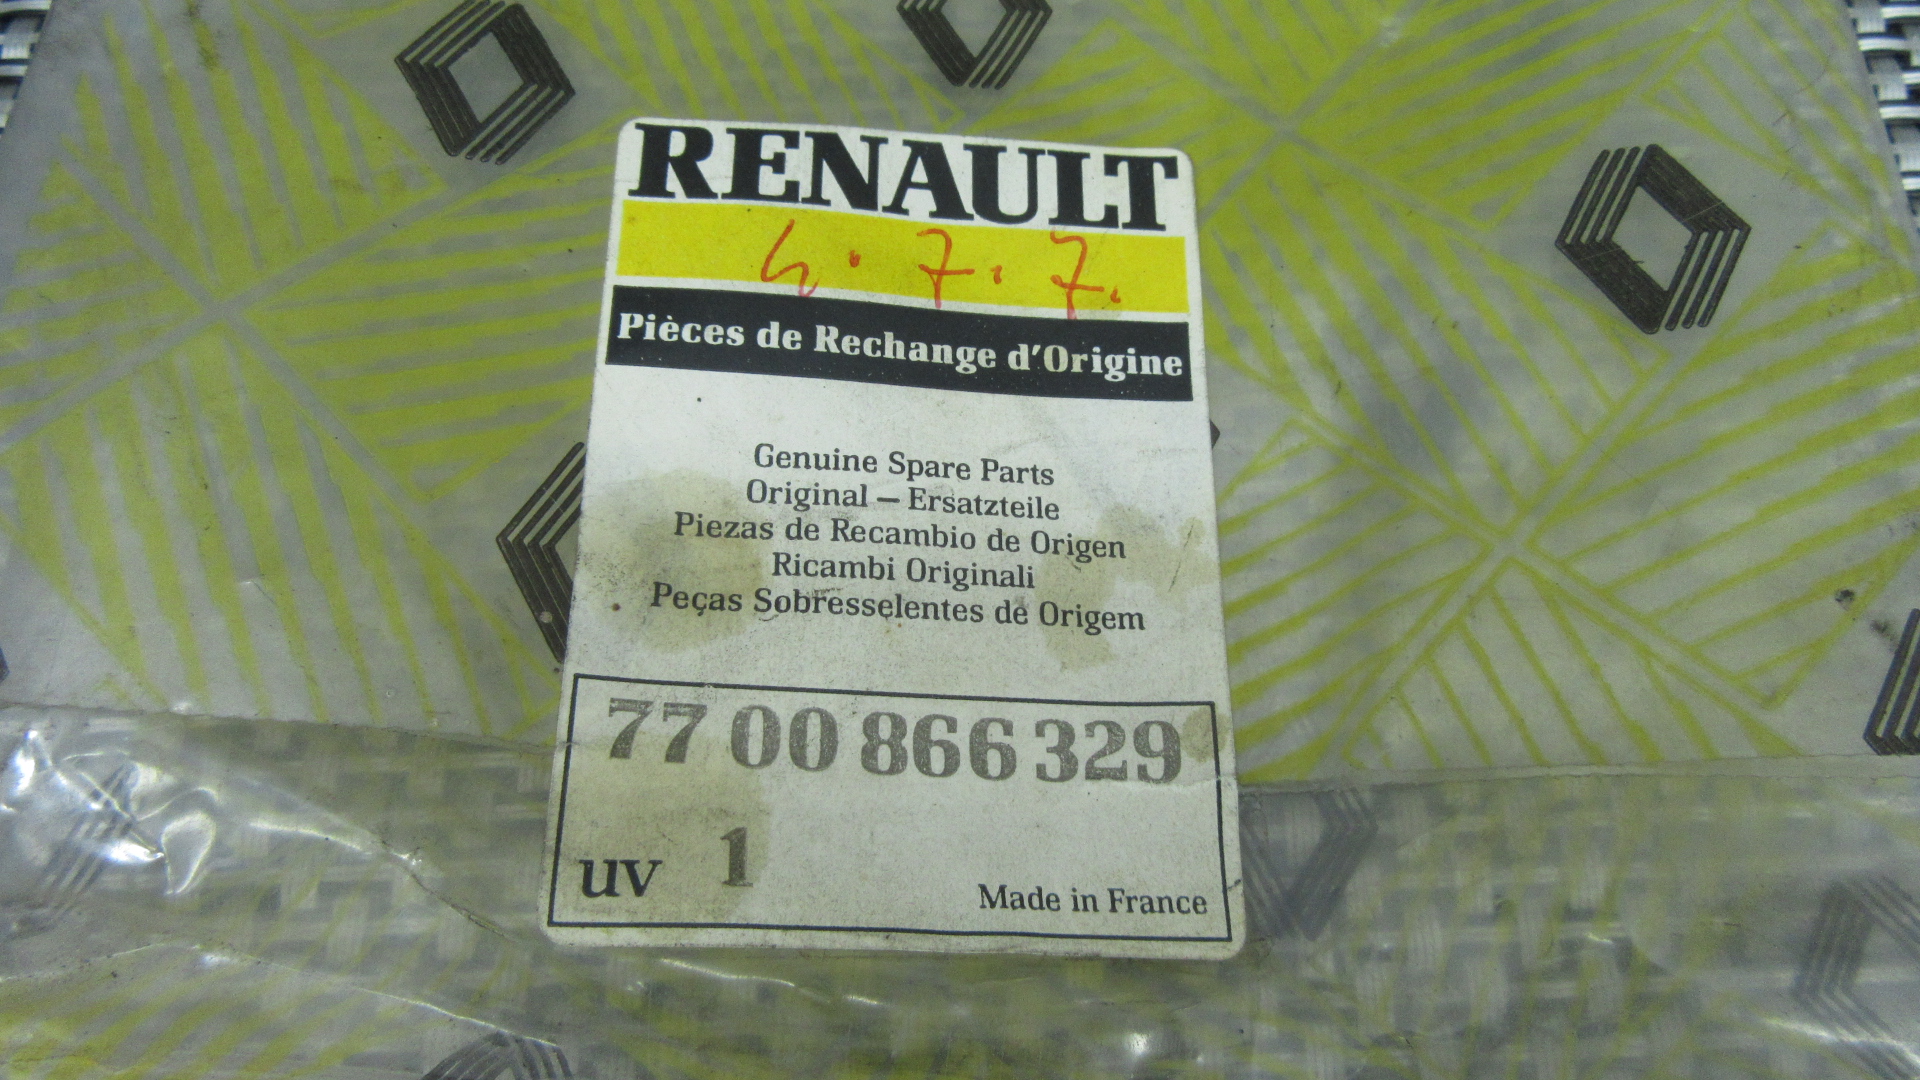 RENAULT
4. 7. 7.
Pièces de Rechange d'Origine
Genuine Spare Parts
Original – Ersatzteile
Piezas de Recambio de Origen
Ricambi Originali
Peças Sobresselentes de Origem
77 00 866 329
uv 1
Made in France